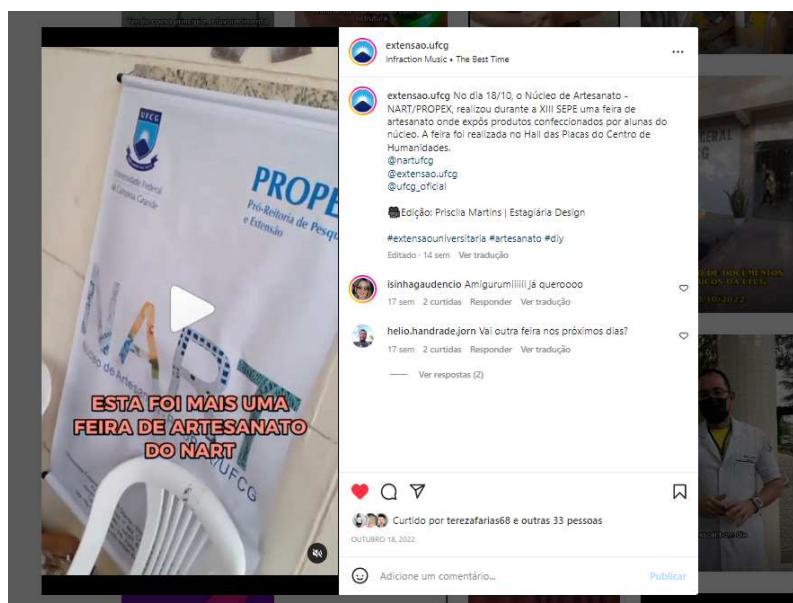 extensao.ufcg
Infraction Music • The Best Time
extensao.ufcg No dia 18/10, o Núcleo de Artesanato -
NART/PROPEX, realizou durante a XIII SEPE uma feira de
artesanato onde expôs produtos confeccionados por alunas do
núcleo. A feira foi realizada no Hall das Placas do Centro de
Humanidades.
@nartufcg
@extensao.ufcg
@ufcg_oficial
Edição: Priscila Martins | Estagiária Design
#extensaouniversitaria #artesanato #diy
Editado · 14 sem Ver tradução
isinhagaudencio Amigurumiiiiii já queroooo
17 sem 2 curtidas Responder Ver tradução
helio.handrade.jorn Vai outra feira nos próximos dias?
17 sem 2 curtidas Responder Ver tradução
Ver respostas (2)
Curtido por terezafarias68 e outras 33 pessoas
OUTUBRO 18, 2022
Adicione um comentário...
Publicar
UFCG
Universidade Federal
de Campina Grande
PROPE
Pró-Reitoria de Pesqu
e Extensão
NART
Núcleo de Artesana
/UFCG
ESTA FOI MAIS UMA
FEIRA DE ARTESANATO
DO NART